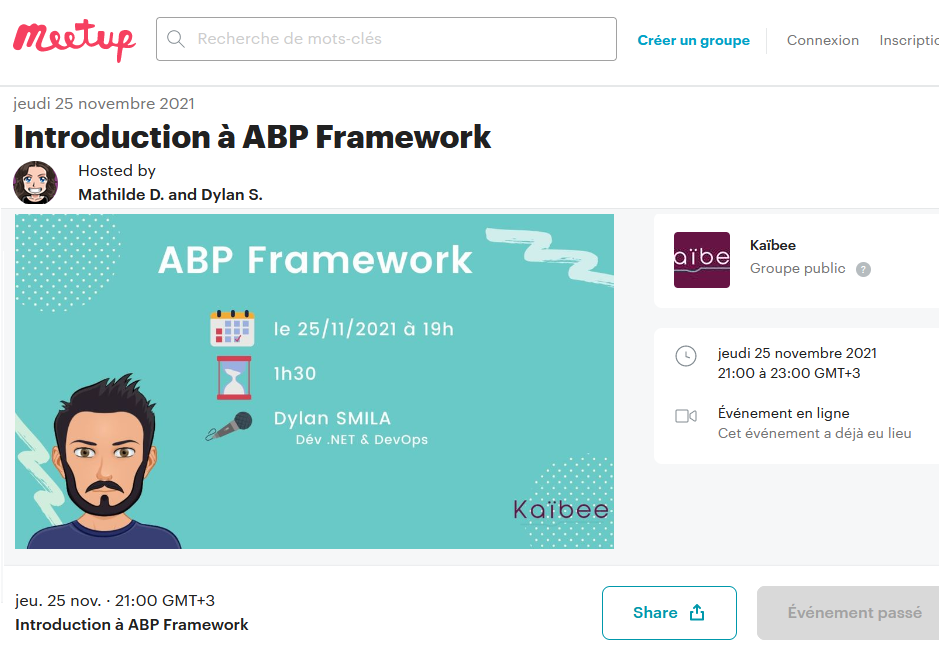 Meetup
Recherche de mots-clés
Créer un groupe
Connexion
Inscriptio
jeudi 25 novembre 2021
Introduction à ABP Framework
Hosted by
Mathilde D. and Dylan S.
ABP Framework
le 25/11/2021 à 19h
1h30
Dylan SMILA
Dév .NET & DevOps
Kaïbee
aïbe
Kaïbee
Groupe public ?
jeudi 25 novembre 2021
21:00 à 23:00 GMT+3
Événement en ligne
Cet événement a déjà eu lieu
jeu. 25 nov. · 21:00 GMT+3
Introduction à ABP Framework
Share
Événement passé